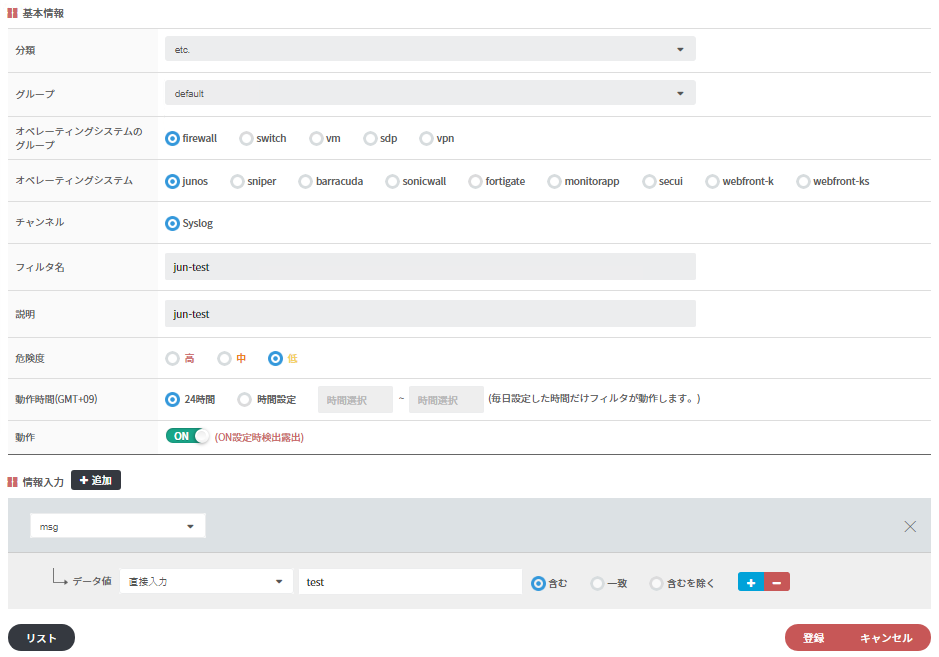 基本情報
分類
etc.
グループ
default
オペレーティングシステムの
グループ
firewall switch vm sdp vpn
オペレーティングシステム
junos sniper barracuda sonicwall fortigate monitorapp secui webfront-k webfront-ks
チャンネル
Syslog
フィルタ名
jun-test
説明
jun-test
危険度
高 中 低
動作時間(GMT+09)
24時間 時間設定 時間選択 ~ 時間選択 (毎日設定した時間だけフィルタが動作します。)
動作
ON (ON設定時検出露出)
情報入力 + 追加
msg
データ値 直接入力 test 含む 一致 含むを除く + −
リスト 登録 キャンセル